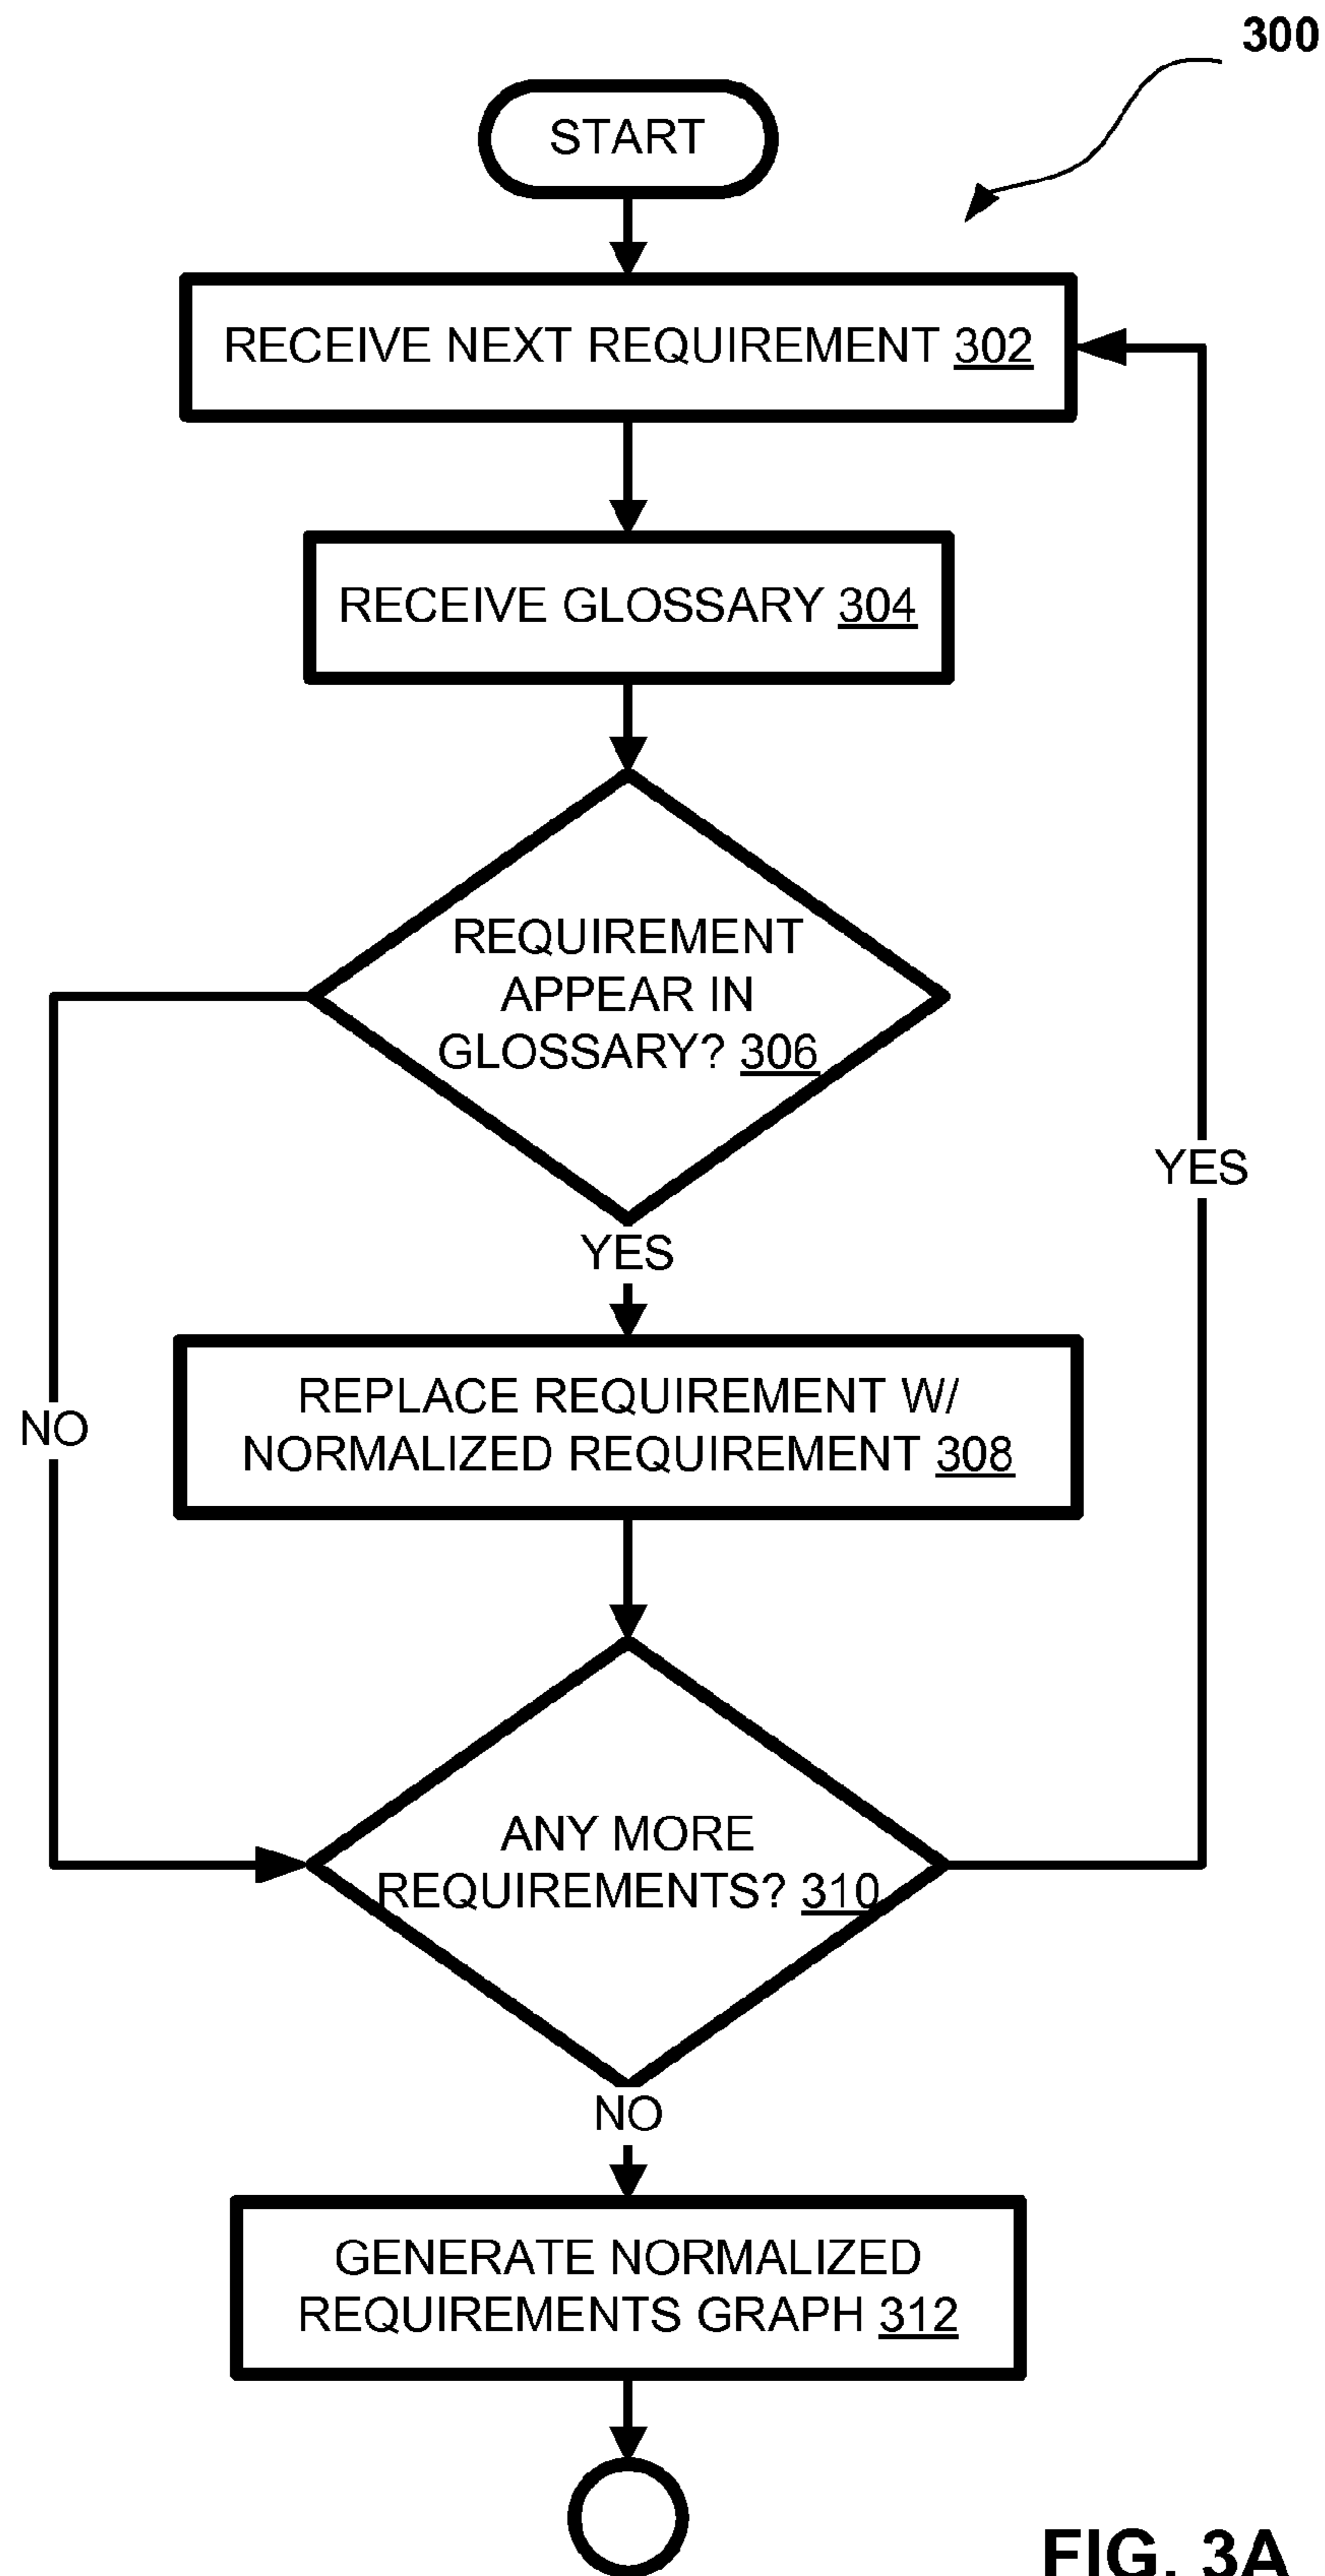 300
START
RECEIVE NEXT REQUIREMENT 302
RECEIVE GLOSSARY 304
REQUIREMENT
APPEAR IN
GLOSSARY? 306
YES
YES
REPLACE REQUIREMENT W/
NORMALIZED REQUIREMENT 308
NO
ANY MORE
REQUIREMENTS? 310
NO
GENERATE NORMALIZED
REQUIREMENTS GRAPH 312
FIG. 3A